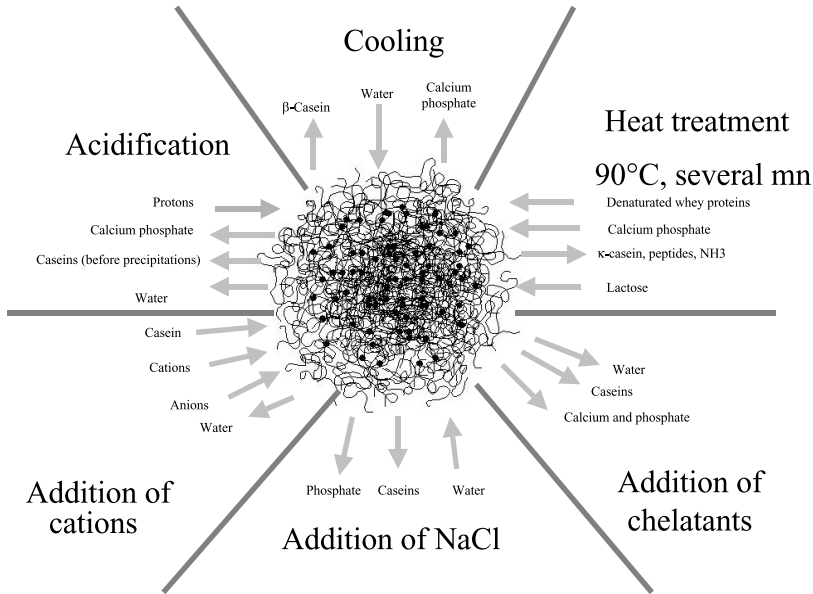 Cooling
β-Casein
Water
Calcium
phosphate
Acidification
Protons
Calcium phosphate
Caseins (before precipitations)
Water
Heat treatment
90°C, several mn
Denaturated whey proteins
Calcium phosphate
κ-casein, peptides, NH3
Lactose
Casein
Cations
Anions
Water
Addition of
cations
Phosphate
Caseins
Water
Addition of NaCl
Water
Caseins
Calcium and phosphate
Addition of
chelatants